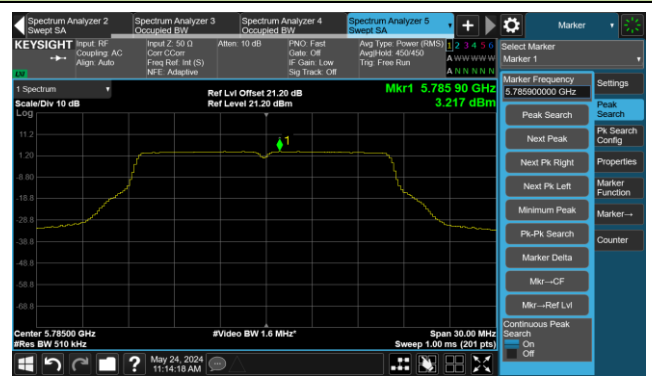 Spectrum Analyzer 2
Swept SA
Spectrum Analyzer 3
Occupied BW
Spectrum Analyzer 4
Occupied BW
Spectrum Analyzer 5
Swept SA
Marker
KEYSIGHT
Input: RF
Coupling: AC
Align: Auto
Input Z: 50 Ω
Corr CCorr
Freq Ref: Int (S)
NFE: Adaptive
Atten: 10 dB
PNO: Fast
Gate: Off
IF Gain: Low
Sig Track: Off
Avg Type: Power (RMS)
Avg|Hold: 450/450
Trig: Free Run
1 2 3 4 5 6
A W W W W W
A N N N N N
LXI
Select Marker
Marker 1
Marker Frequency
5.785900000 GHz
1 Spectrum
Scale/Div 10 dB
Log
Ref Lvl Offset 21.20 dB
Ref Level 21.20 dBm
Mkr1 5.785 90 GHz
3.217 dBm
11.2
1.20
-8.80
-18.8
-28.8
-38.8
-48.8
-58.8
-68.8
1
Center 5.78500 GHz
#Res BW 510 kHz
#Video BW 1.6 MHz*
Span 30.00 MHz
Sweep 1.00 ms (201 pts)
Peak Search
Next Peak
Next Pk Right
Next Pk Left
Minimum Peak
Pk-Pk Search
Marker Delta
Mkr→CF
Mkr→Ref Lvl
Continuous Peak
Search
On
Off
Settings
Peak
Search
Pk Search
Config
Properties
Marker
Function
Marker→
Counter
May 24, 2024
11:14:18 AM